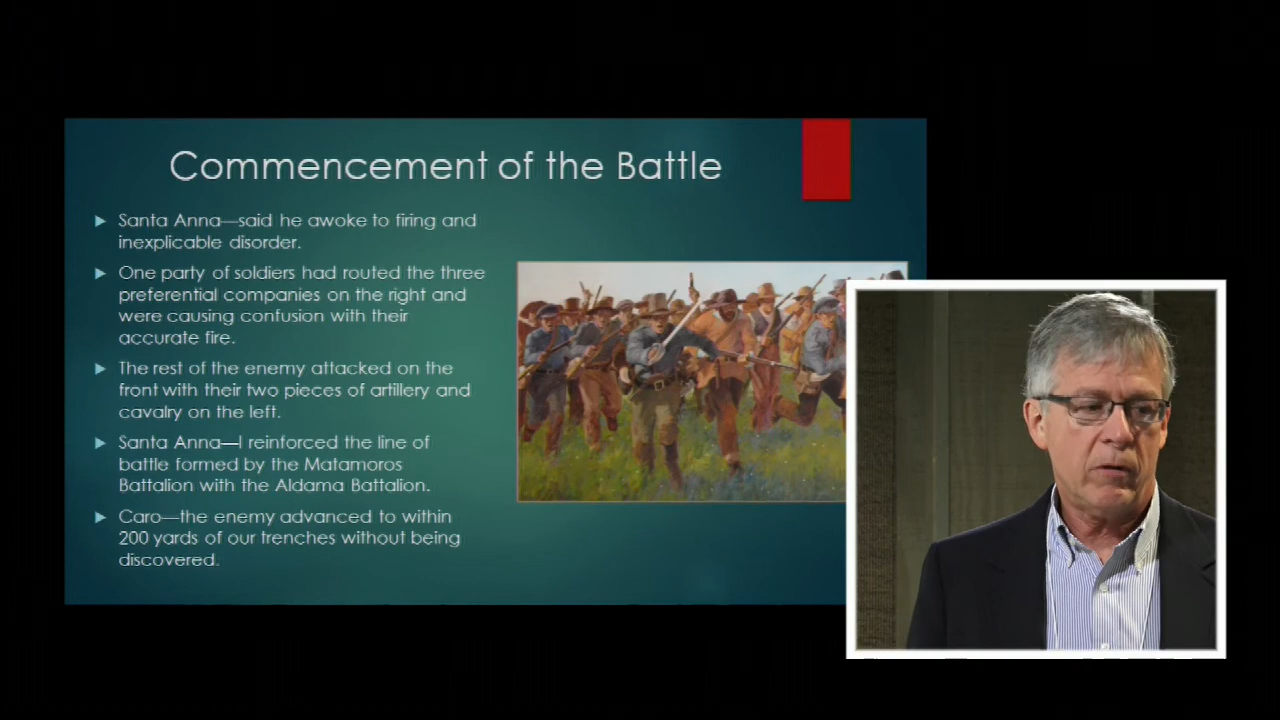 Commencement of the Battle
Santa Anna—said he awoke to firing and
inexplicable disorder.
One party of soldiers had routed the three
preferential companies on the right and
were causing confusion with their
accurate fire.
The rest of the enemy attacked on the
front with their two pieces of artillery and
cavalry on the left.
Santa Anna—I reinforced the line of
battle formed by the Matamoros
Battalion with the Aldama Battalion.
Caro—the enemy advanced to within
200 yards of our trenches without being
discovered.